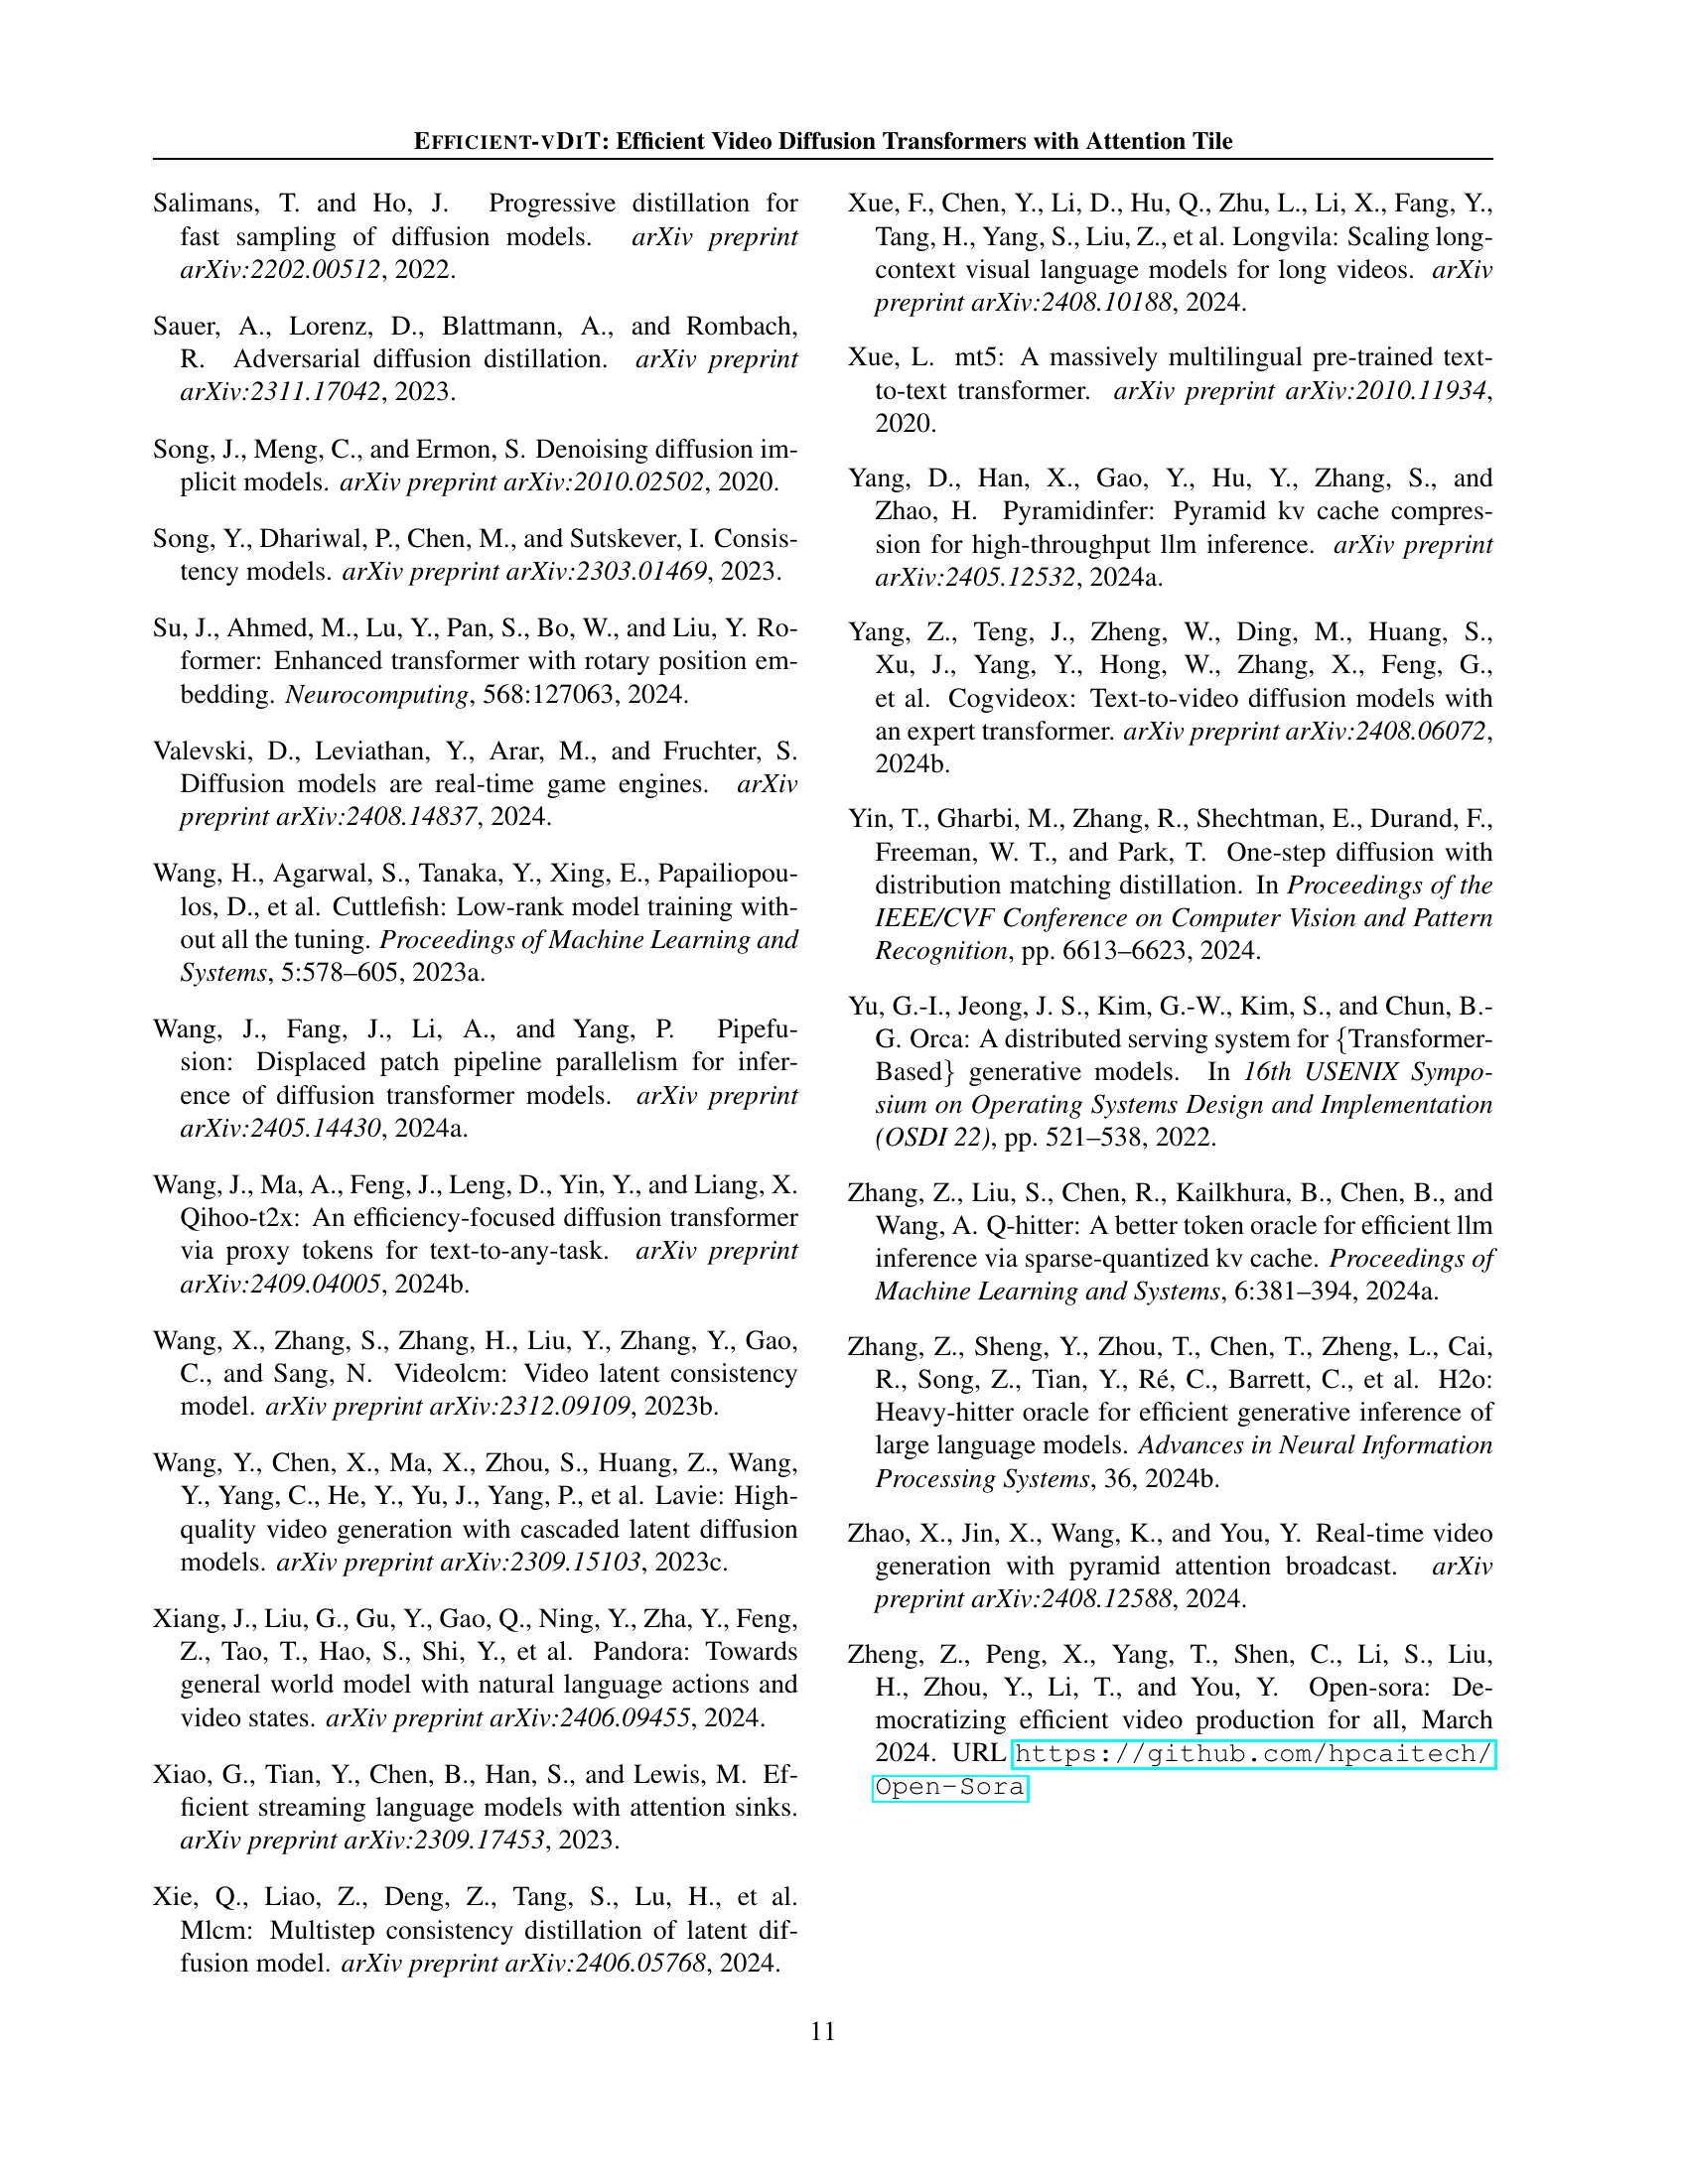 EFFICIENT-VDIT: Efficient Video Diffusion Transformers with Attention Tile
Salimans, T. and Ho, J. Progressive distillation for
fast sampling of diffusion models. arXiv preprint
arXiv:2202.00512, 2022.
Sauer, A., Lorenz, D., Blattmann, A., and Rombach,
R. Adversarial diffusion distillation. arXiv preprint
arXiv:2311.17042, 2023.
Song, J., Meng, C., and Ermon, S. Denoising diffusion im-
plicit models. arXiv preprint arXiv:2010.02502, 2020.
Song, Y., Dhariwal, P., Chen, M., and Sutskever, I. Consis-
tency models. arXiv preprint arXiv:2303.01469, 2023.
Su, J., Ahmed, M., Lu, Y., Pan, S., Bo, W., and Liu, Y. Ro-
former: Enhanced transformer with rotary position em-
bedding. Neurocomputing, 568:127063, 2024.
Valevski, D., Leviathan, Y., Arar, M., and Fruchter, S.
Diffusion models are real-time game engines. arXiv
preprint arXiv:2408.14837, 2024.
Wang, H., Agarwal, S., Tanaka, Y., Xing, E., Papailiopou-
los, D., et al. Cuttlefish: Low-rank model training with-
out all the tuning. Proceedings of Machine Learning and
Systems, 5:578–605, 2023a.
Wang, J., Fang, J., Li, A., and Yang, P. Pipefu-
sion: Displaced patch pipeline parallelism for infer-
ence of diffusion transformer models. arXiv preprint
arXiv:2405.14430, 2024a.
Wang, J., Ma, A., Feng, J., Leng, D., Yin, Y., and Liang, X.
Qihoo-t2x: An efficiency-focused diffusion transformer
via proxy tokens for text-to-any-task. arXiv preprint
arXiv:2409.04005, 2024b.
Wang, X., Zhang, S., Zhang, H., Liu, Y., Zhang, Y., Gao,
C., and Sang, N. Videolcm: Video latent consistency
model. arXiv preprint arXiv:2312.09109, 2023b.
Wang, Y., Chen, X., Ma, X., Zhou, S., Huang, Z., Wang,
Y., Yang, C., He, Y., Yu, J., Yang, P., et al. Lavie: High-
quality video generation with cascaded latent diffusion
models. arXiv preprint arXiv:2309.15103, 2023c.
Xiang, J., Liu, G., Gu, Y., Gao, Q., Ning, Y., Zha, Y., Feng,
Z., Tao, T., Hao, S., Shi, Y., et al. Pandora: Towards
general world model with natural language actions and
video states. arXiv preprint arXiv:2406.09455, 2024.
Xiao, G., Tian, Y., Chen, B., Han, S., and Lewis, M. Ef-
ficient streaming language models with attention sinks.
arXiv preprint arXiv:2309.17453, 2023.
Xie, Q., Liao, Z., Deng, Z., Tang, S., Lu, H., et al.
Mlcm: Multistep consistency distillation of latent dif-
fusion model. arXiv preprint arXiv:2406.05768, 2024.
Xue, F., Chen, Y., Li, D., Hu, Q., Zhu, L., Li, X., Fang, Y.,
Tang, H., Yang, S., Liu, Z., et al. Longvila: Scaling long-
context visual language models for long videos. arXiv
preprint arXiv:2408.10188, 2024.
Xue, L. mt5: A massively multilingual pre-trained text-
to-text transformer. arXiv preprint arXiv:2010.11934,
2020.
Yang, D., Han, X., Gao, Y., Hu, Y., Zhang, S., and
Zhao, H. Pyramidinfer: Pyramid kv cache compres-
sion for high-throughput llm inference. arXiv preprint
arXiv:2405.12532, 2024a.
Yang, Z., Teng, J., Zheng, W., Ding, M., Huang, S.,
Xu, J., Yang, Y., Hong, W., Zhang, X., Feng, G.,
et al. Cogvideox: Text-to-video diffusion models with
an expert transformer. arXiv preprint arXiv:2408.06072,
2024b.
Yin, T., Gharbi, M., Zhang, R., Shechtman, E., Durand, F.,
Freeman, W. T., and Park, T. One-step diffusion with
distribution matching distillation. In Proceedings of the
IEEE/CVF Conference on Computer Vision and Pattern
Recognition, pp. 6613–6623, 2024.
Yu, G.-I., Jeong, J. S., Kim, G.-W., Kim, S., and Chun, B.-
G. Orca: A distributed serving system for {Transformer-
Based} generative models. In 16th USENIX Sympo-
sium on Operating Systems Design and Implementation
(OSDI 22), pp. 521–538, 2022.
Zhang, Z., Liu, S., Chen, R., Kailkhura, B., Chen, B., and
Wang, A. Q-hitter: A better token oracle for efficient llm
inference via sparse-quantized kv cache. Proceedings of
Machine Learning and Systems, 6:381–394, 2024a.
Zhang, Z., Sheng, Y., Zhou, T., Chen, T., Zheng, L., Cai,
R., Song, Z., Tian, Y., Ré, C., Barrett, C., et al. H2o:
Heavy-hitter oracle for efficient generative inference of
large language models. Advances in Neural Information
Processing Systems, 36, 2024b.
Zhao, X., Jin, X., Wang, K., and You, Y. Real-time video
generation with pyramid attention broadcast. arXiv
preprint arXiv:2408.12588, 2024.
Zheng, Z., Peng, X., Yang, T., Shen, C., Li, S., Liu,
H., Zhou, Y., Li, T., and You, Y. Open-sora: De-
mocratizing efficient video production for all, March
2024. URL https://github.com/hpcaitech/
Open-Sora
11